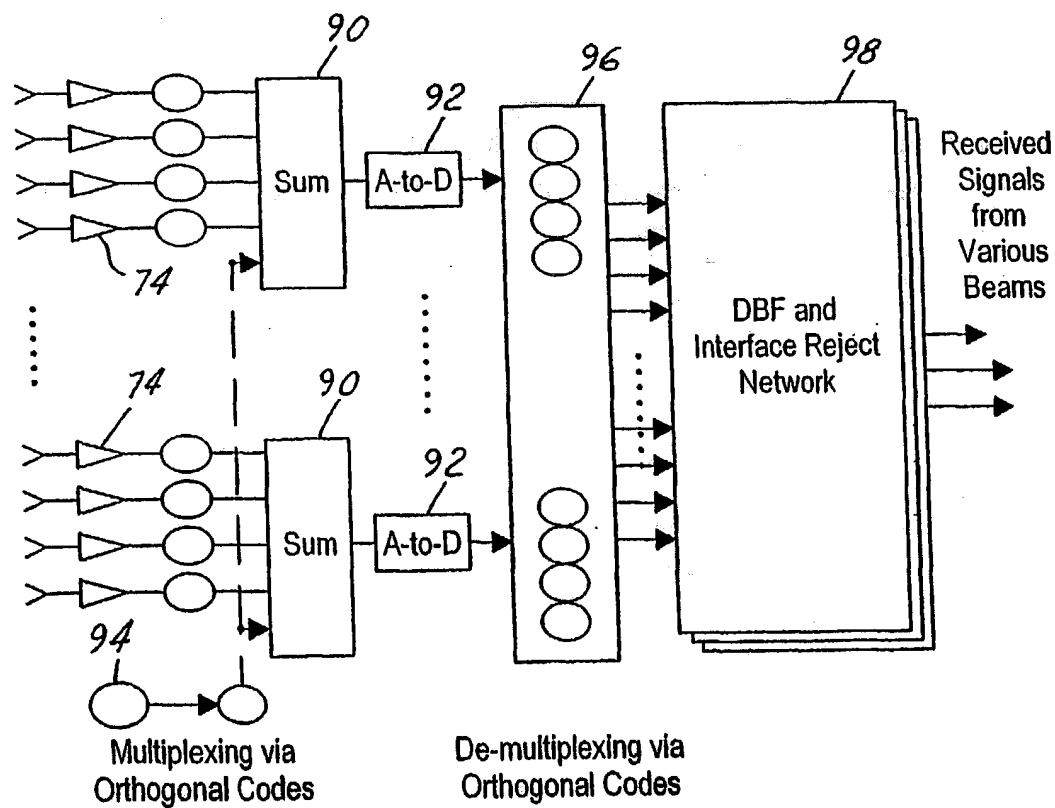 90
96
98
92
Sum
A-to-D
74
Received
Signals
from
Various
Beams
DBF and
Interface Reject
Network
74
90
92
Sum
A-to-D
94
Multiplexing via
Orthogonal Codes
De-multiplexing via
Orthogonal Codes